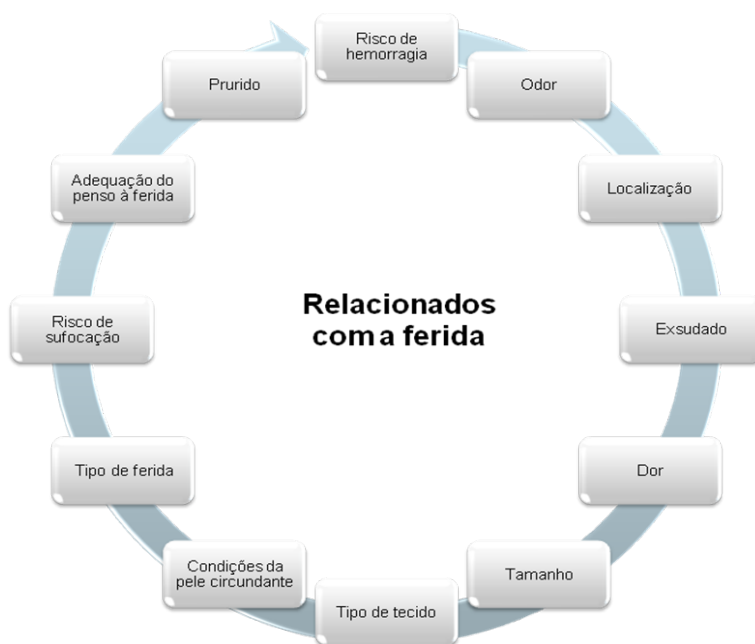 Risco de
hemorragia
Odor
Localização
Exsudado
Dor
Tamanho
Tipo de tecido
Condições da
pele circundante
Tipo de ferida
Risco de
sufocação
Adequação do
penso à ferida
Prurido
Relacionados
com a ferida